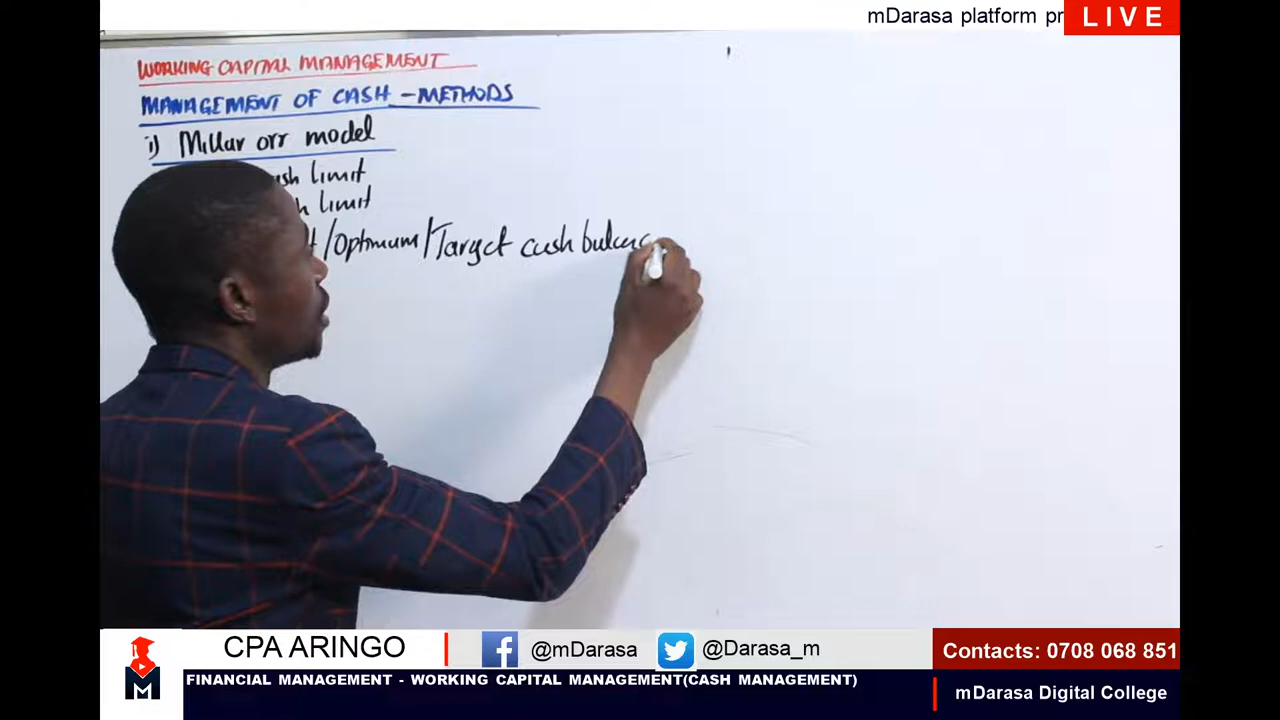 mDarasa platform pr
LIVE
WORKING CAPITAL MANAGEMENT
MANAGEMENT OF CASH - METHODS
i) Millar orr model
limit
limit
/Optimum/Target cash balanc
CPA ARINGO
@mDarasa
@Darasa_m
Contacts: 0708 068 851
FINANCIAL MANAGEMENT - WORKING CAPITAL MANAGEMENT(CASH MANAGEMENT)
mDarasa Digital College